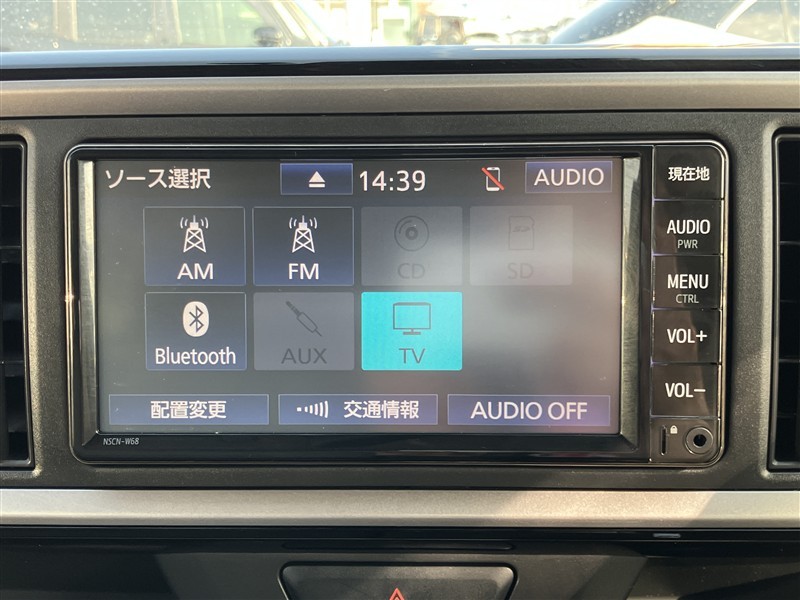 ソース選択 14:39 AUDIO
AM FM CD SD
Bluetooth AUX TV
配置変更 交通情報 AUDIO OFF
NSCN-W68
現在地
AUDIO
PWR
MENU
CTRL
VOL+
VOL-